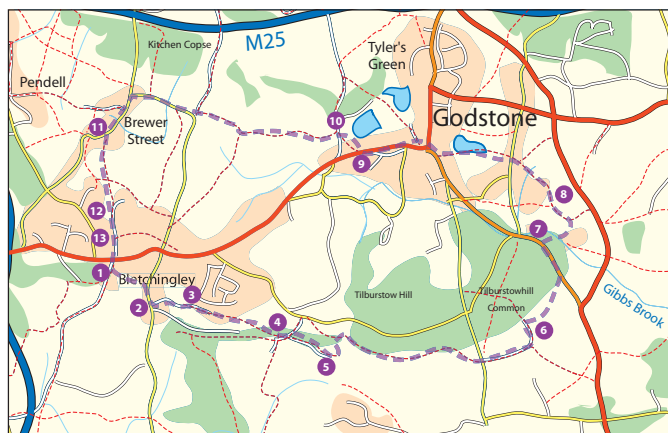 Kitchen Copse
M25
Tyler's
Green
Pendell
10
Godstone
11
Brewer
Street
9
8
12
7
13
1
Bletchingley
Gibbs Brook
2
3
Tilburstow Hill
Tilburstowhill
Common
4
6
5